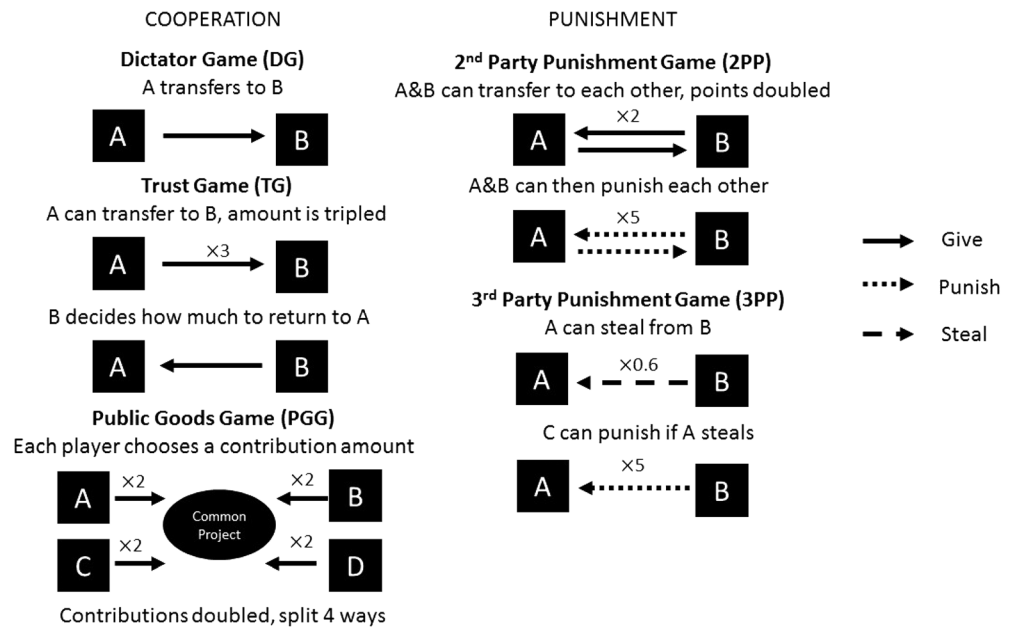 COOPERATION
Dictator Game (DG)
A transfers to B
A
B
Trust Game (TG)
A can transfer to B, amount is tripled
A
×3
B
B decides how much to return to A
A
B
Public Goods Game (PGG)
Each player chooses a contribution amount
A
×2
×2
B
Common
Project
C
×2
×2
D
Contributions doubled, split 4 ways
PUNISHMENT
2nd Party Punishment Game (2PP)
A&B can transfer to each other, points doubled
A
×2
B
A&B can then punish each other
A
×5
B
3rd Party Punishment Game (3PP)
A can steal from B
A
×0.6
B
C can punish if A steals
A
×5
B
Give
Punish
Steal